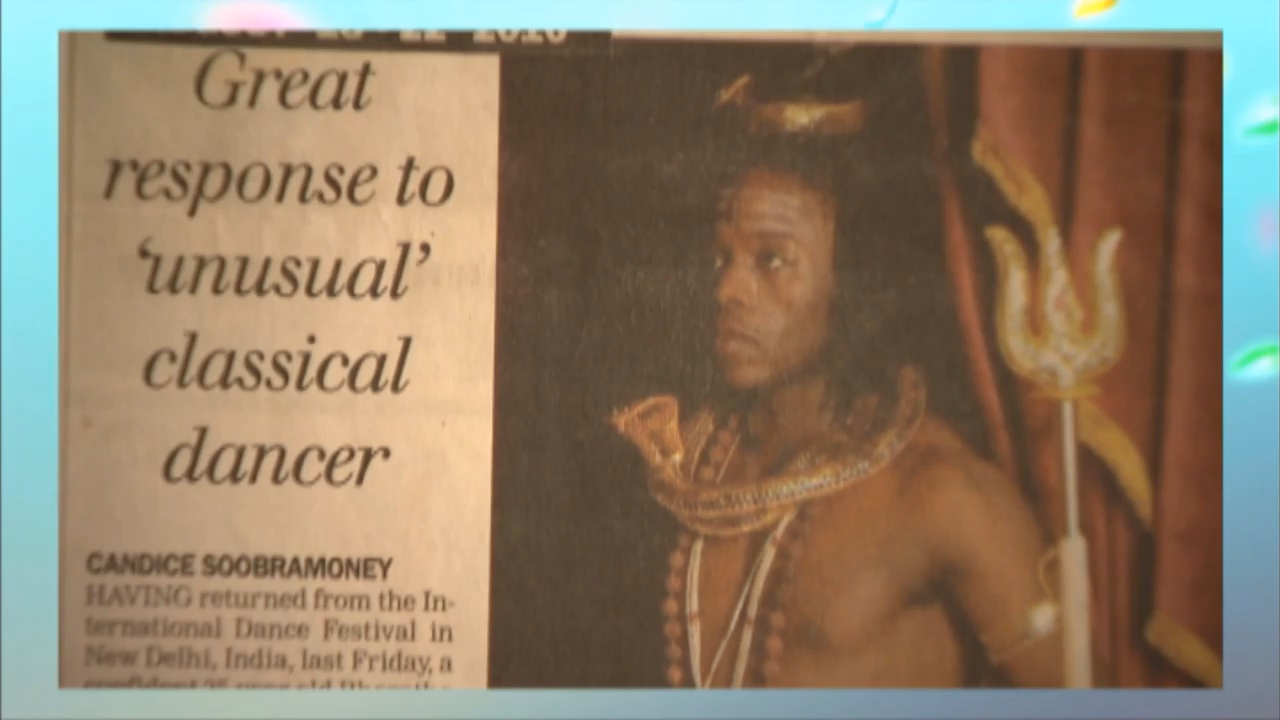 2010
Great
response to
‘unusual’
classical
dancer
CANDICE SOOBRAMONEY
HAVING returned from the In-
ternational Dance Festival in
New Delhi, India, last Friday, a